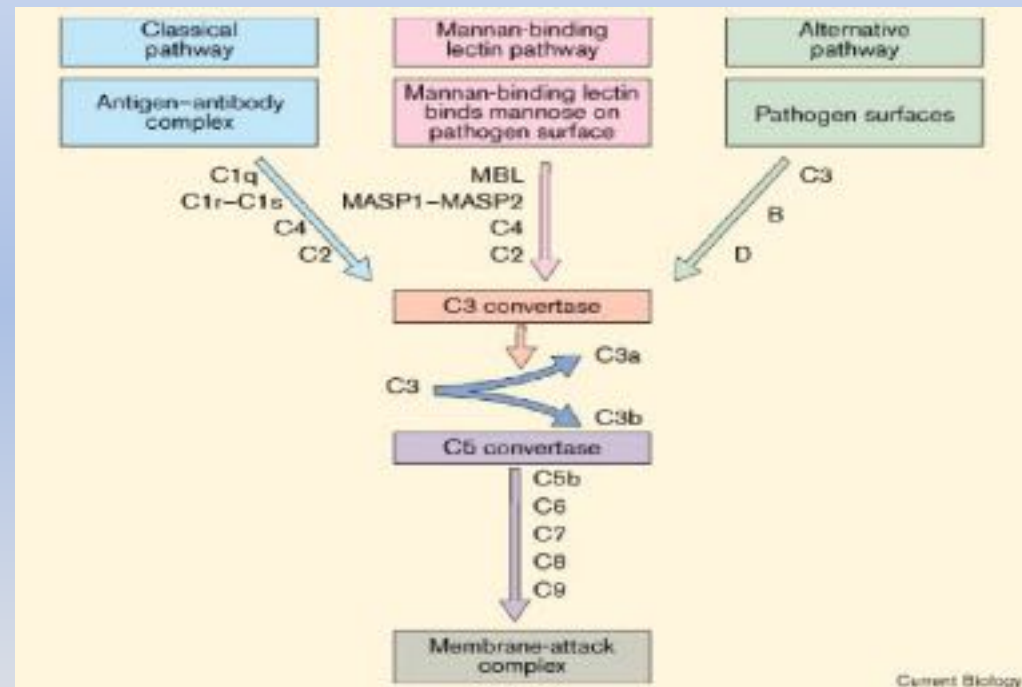 Classical
pathway
Mannan-binding
lectin pathway
Alternative
pathway
Antigen–antibody
complex
Mannan-binding lectin
binds mannose on
pathogen surface
Pathogen surfaces
C1q
C1r–C1s
C4
C2
MBL
MASP1–MASP2
C4
C2
C3
B
D
C3 convertase
C3
C3a
C3b
C5 convertase
C5b
C6
C7
C8
C9
Membrane-attack
complex
Current Biology